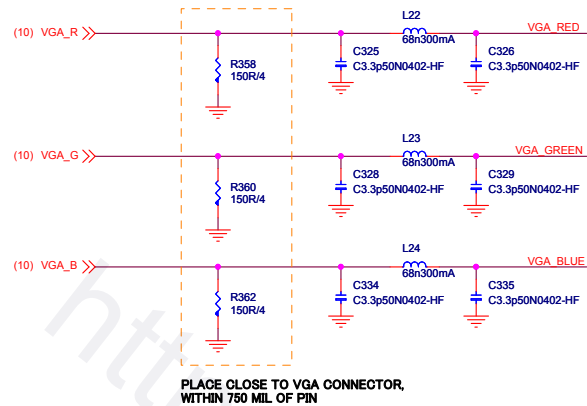 L22
(10) VGA_R
VGA_RED
68n300mA
R358
150R/4
C325
C3.3p50N0402-HF
C326
C3.3p50N0402-HF
L23
(10) VGA_G
VGA_GREEN
68n300mA
R360
150R/4
C328
C3.3p50N0402-HF
C329
C3.3p50N0402-HF
L24
(10) VGA_B
VGA_BLUE
68n300mA
R362
150R/4
C334
C3.3p50N0402-HF
C335
C3.3p50N0402-HF
PLACE CLOSE TO VGA CONNECTOR,
WITHIN 750 MIL OF PIN